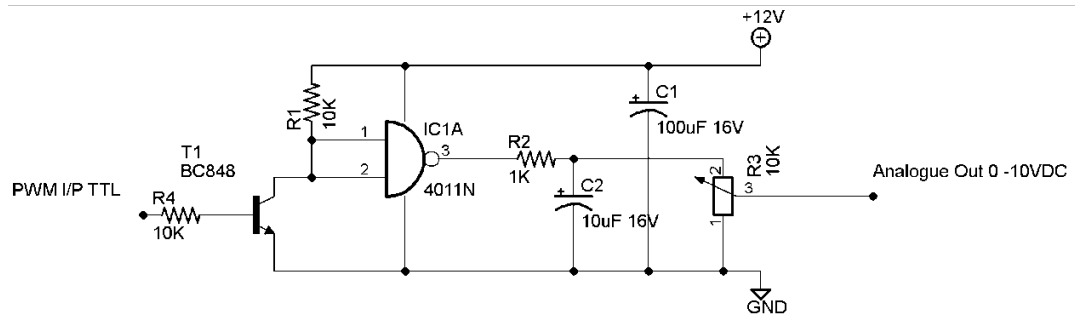 +12V
R1
10K
1
2
IC1A
3
4011N
C1
100uF 16V
R2
1K
C2
10uF 16V
2
R3
10K
3
1
Analogue Out 0 -10VDC
T1
BC848
PWM I/P TTL
R4
10K
GND